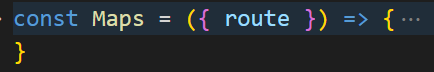 const Maps = ({ route }) => {···
}